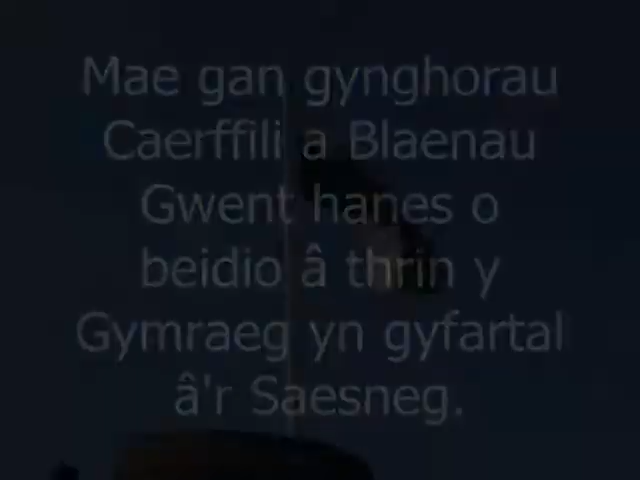 Mae gan gynghorau
Caerffili a Blaenau
Gwent hanes o
beidio â thrin y
Gymraeg yn gyfartal
â'r Saesneg.